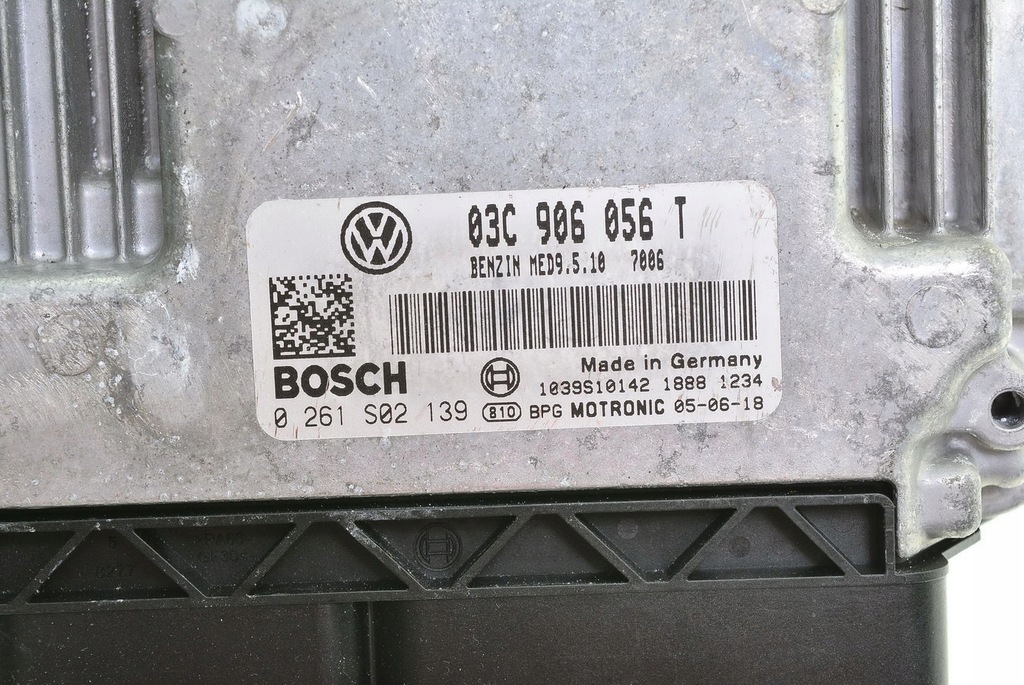 03C 906 056 T
BENZIN MED9.5.10 7006
BOSCH
Made in Germany
1039S10142 1888 1234
0 261 S02 139 810 BPG MOTRONIC 05-06-18